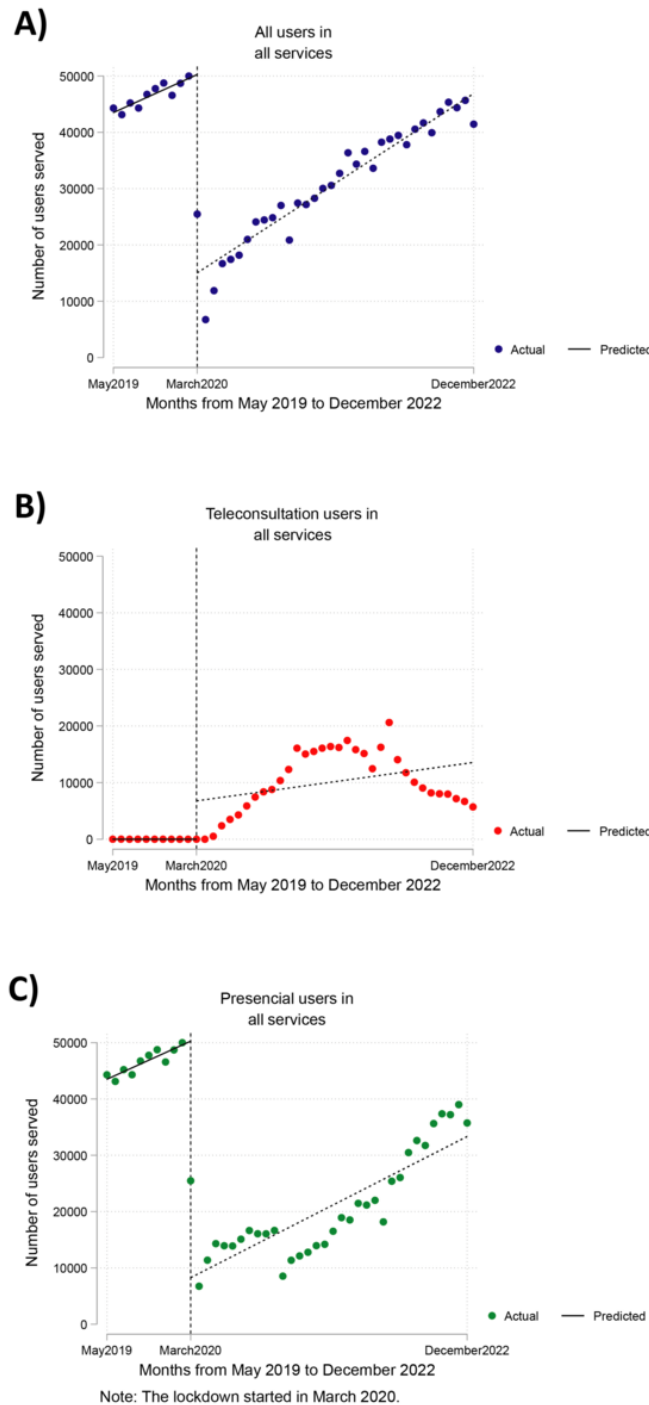 A)
All users in
all services
Number of users served
50000
40000
30000
20000
10000
0
Actual Predicted
May2019 March2020 December2022
Months from May 2019 to December 2022
B)
Teleconsultation users in
all services
Number of users served
50000
40000
30000
20000
10000
0
Actual Predicted
May2019 March2020 December2022
Months from May 2019 to December 2022
C)
Presencial users in
all services
Number of users served
50000
40000
30000
20000
10000
0
Actual Predicted
May2019 March2020 December2022
Months from May 2019 to December 2022
Note: The lockdown started in March 2020.